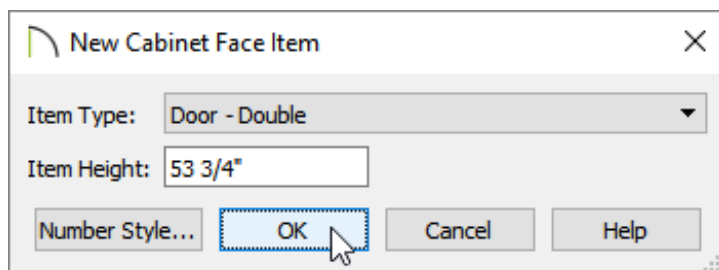 New Cabinet Face Item
Item Type: Door - Double
Item Height: 53 3/4"
Number Style... OK Cancel Help